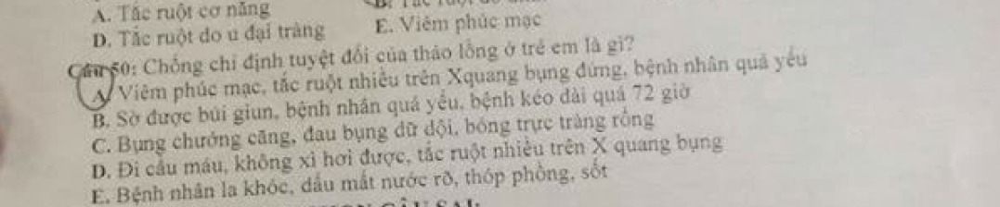 A. Tắc ruột cơ năng
D. Tắc ruột do u đại tràng E. Viêm phúc mạc
Câu 50: Chống chỉ định tuyệt đối của tháo lồng ở trẻ em là gì?
A. Viêm phúc mạc, tắc ruột nhiều trên Xquang bụng đứng, bệnh nhân quá yếu
B. Sờ được búi giun, bệnh nhân quá yếu, bệnh kéo dài quá 72 giờ
C. Bụng chướng căng, đau bụng dữ dội, bóng trực tràng rỗng
D. Đi cầu máu, không xì hơi được, tắc ruột nhiều trên X quang bụng
E. Bệnh nhân la khóc, dấu mất nước rõ, thóp phồng, sốt